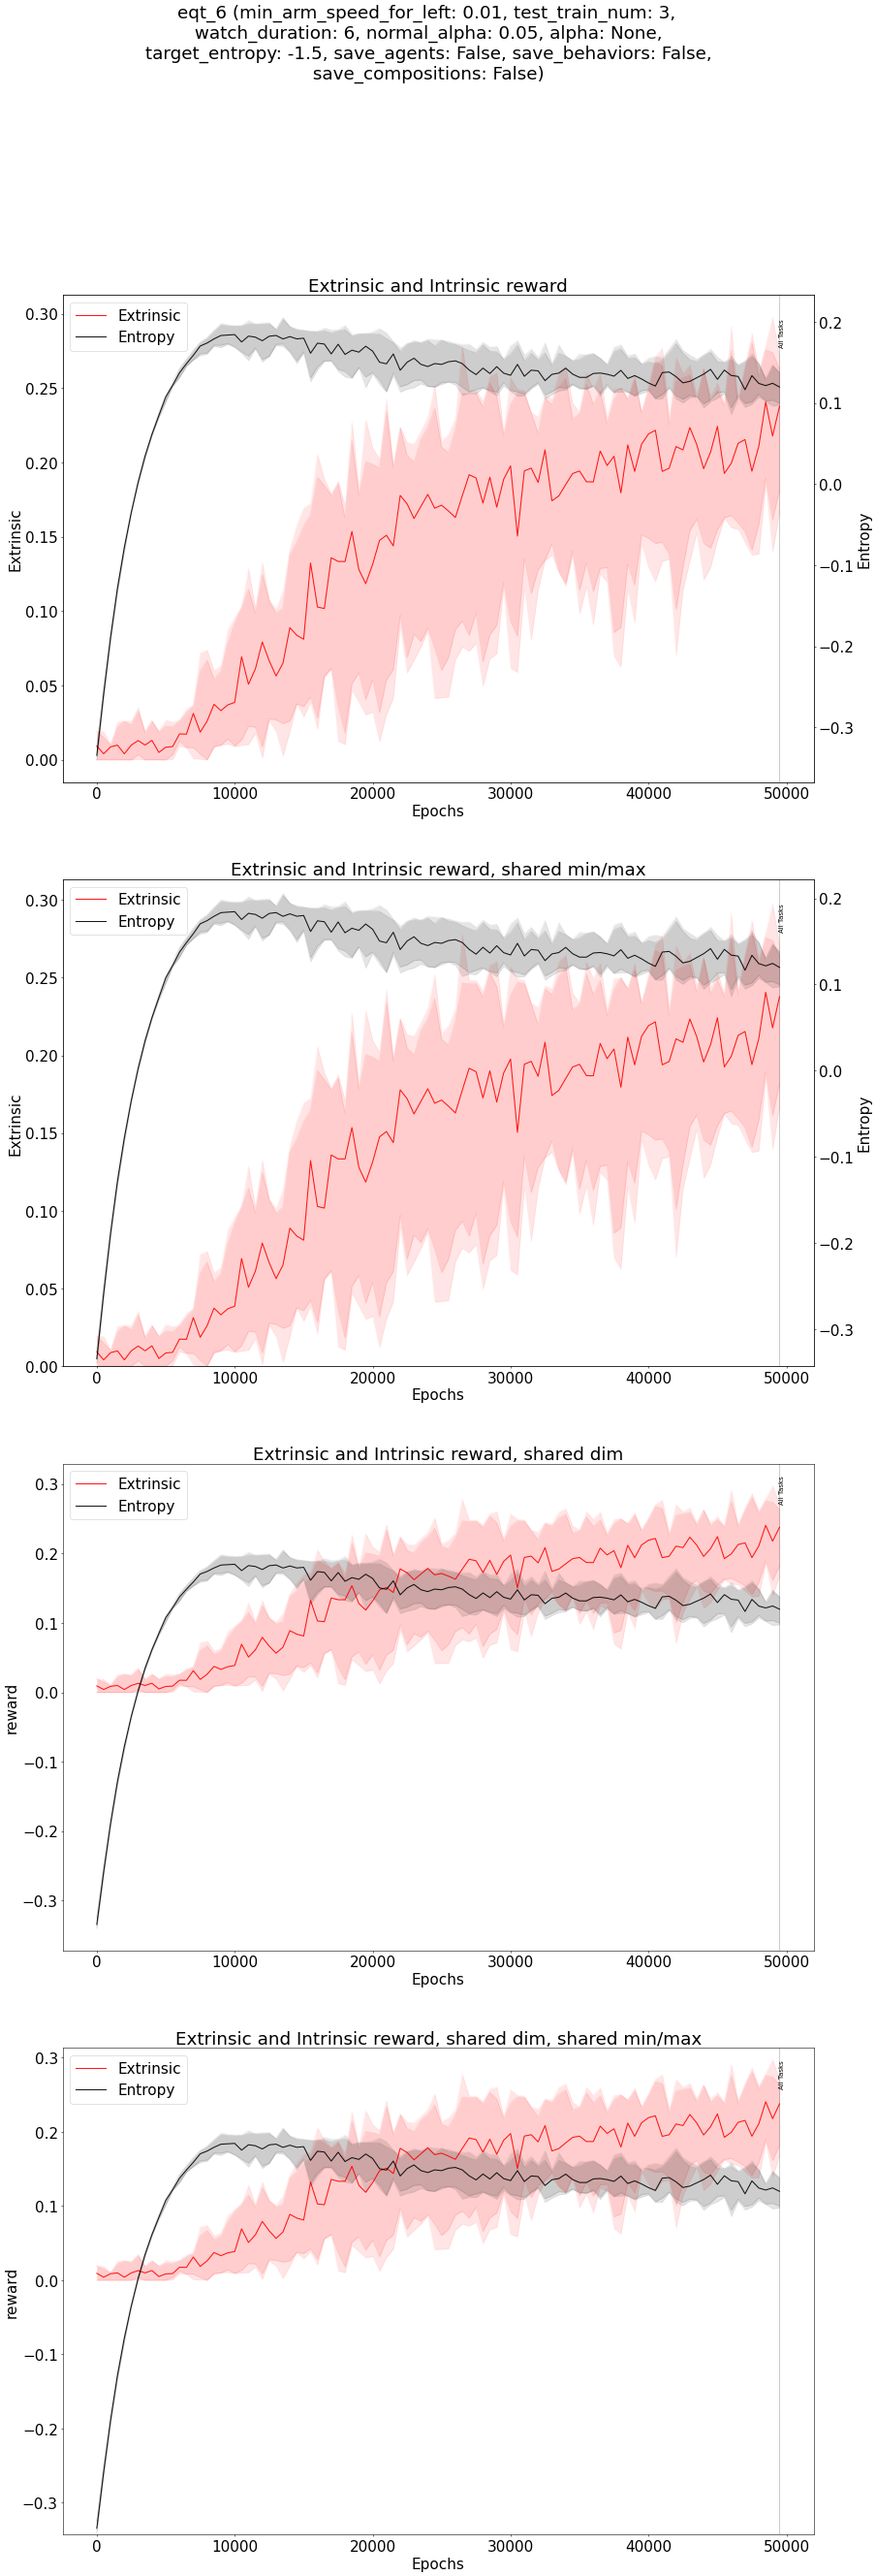 eqt_6 (min_arm_speed_for_left: 0.01, test_train_num: 3,
watch_duration: 6, normal_alpha: 0.05, alpha: None,
target_entropy: -1.5, save_agents: False, save_behaviors: False,
save_compositions: False)
Extrinsic and Intrinsic reward
Extrinsic
Entropy
All Tasks
0.30
0.25
0.20
0.15
0.10
0.05
0.00
Extrinsic
0.2
0.1
0.0
−0.1
−0.2
−0.3
Entropy
0 10000 20000 30000 40000 50000
Epochs
Extrinsic and Intrinsic reward, shared min/max
Extrinsic
Entropy
All Tasks
0.30
0.25
0.20
0.15
0.10
0.05
0.00
Extrinsic
0.2
0.1
0.0
−0.1
−0.2
−0.3
Entropy
0 10000 20000 30000 40000 50000
Epochs
Extrinsic and Intrinsic reward, shared dim
Extrinsic
Entropy
All Tasks
0.3
0.2
0.1
0.0
−0.1
−0.2
−0.3
reward
0 10000 20000 30000 40000 50000
Epochs
Extrinsic and Intrinsic reward, shared dim, shared min/max
Extrinsic
Entropy
All Tasks
0.3
0.2
0.1
0.0
−0.1
−0.2
−0.3
reward
0 10000 20000 30000 40000 50000
Epochs